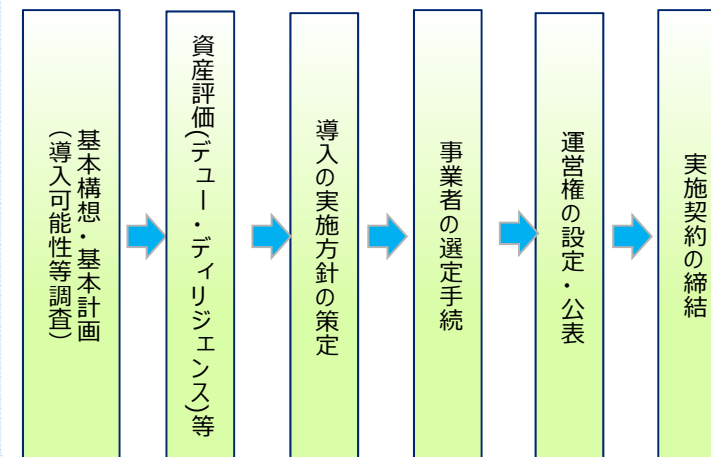 基本構想・基本計画
（導入可能性等調査）
資産評価(デュー・ディリジェンス)等
導入の実施方針の策定
事業者の選定手続
運営権の設定・公表
実施契約の締結